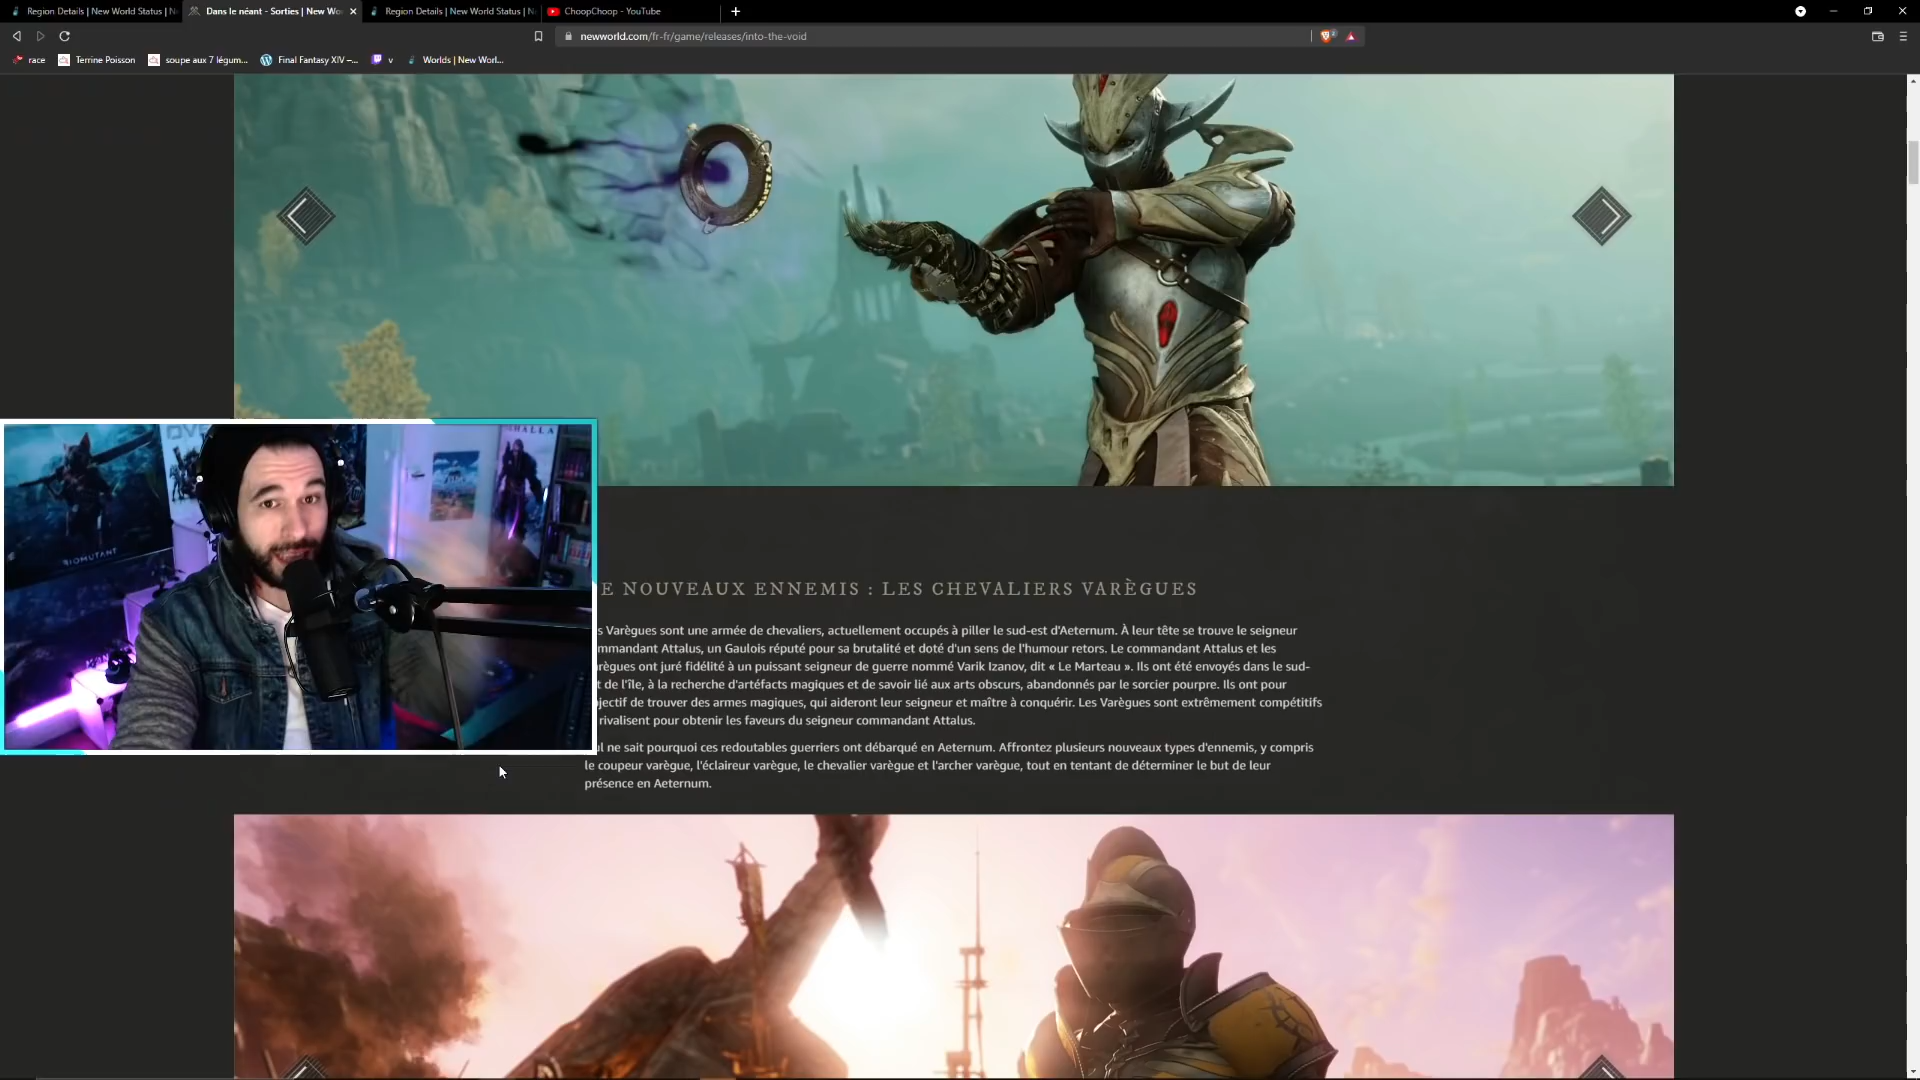 Region Details | New World Status | N
Dans le néant - Sorties | New Wo
Region Details | New World Status | N
ChoopChoop - YouTube
newworld.com/fr-fr/game/releases/into-the-void
race
Terrine Poisson
soupe aux 7 légum...
Final Fantasy XIV –...
v
Worlds | New Worl...
HALLA
BIOMUTANT
E NOUVEAUX ENNEMIS : LES CHEVALIERS VARÈGUES
s Varègues sont une armée de chevaliers, actuellement occupés à piller le sud-est d'Aeternum. À leur tête se trouve le seigneur
mmandant Attalus, un Gaulois réputé pour sa brutalité et doté d'un sens de l'humour retors. Le commandant Attalus et les
règues ont juré fidélité à un puissant seigneur de guerre nommé Varik Izanov, dit « Le Marteau ». Ils ont été envoyés dans le sud-
t de l'île, à la recherche d'artéfacts magiques et de savoir lié aux arts obscurs, abandonnés par le sorcier pourpre. Ils ont pour
jectif de trouver des armes magiques, qui aideront leur seigneur et maître à conquérir. Les Varègues sont extrêmement compétitifs
rivalisent pour obtenir les faveurs du seigneur commandant Attalus.
ul ne sait pourquoi ces redoutables guerriers ont débarqué en Aeternum. Affrontez plusieurs nouveaux types d'ennemis, y compris
le coupeur varègue, l'éclaireur varègue, le chevalier varègue et l'archer varègue, tout en tentant de déterminer le but de leur
présence en Aeternum.